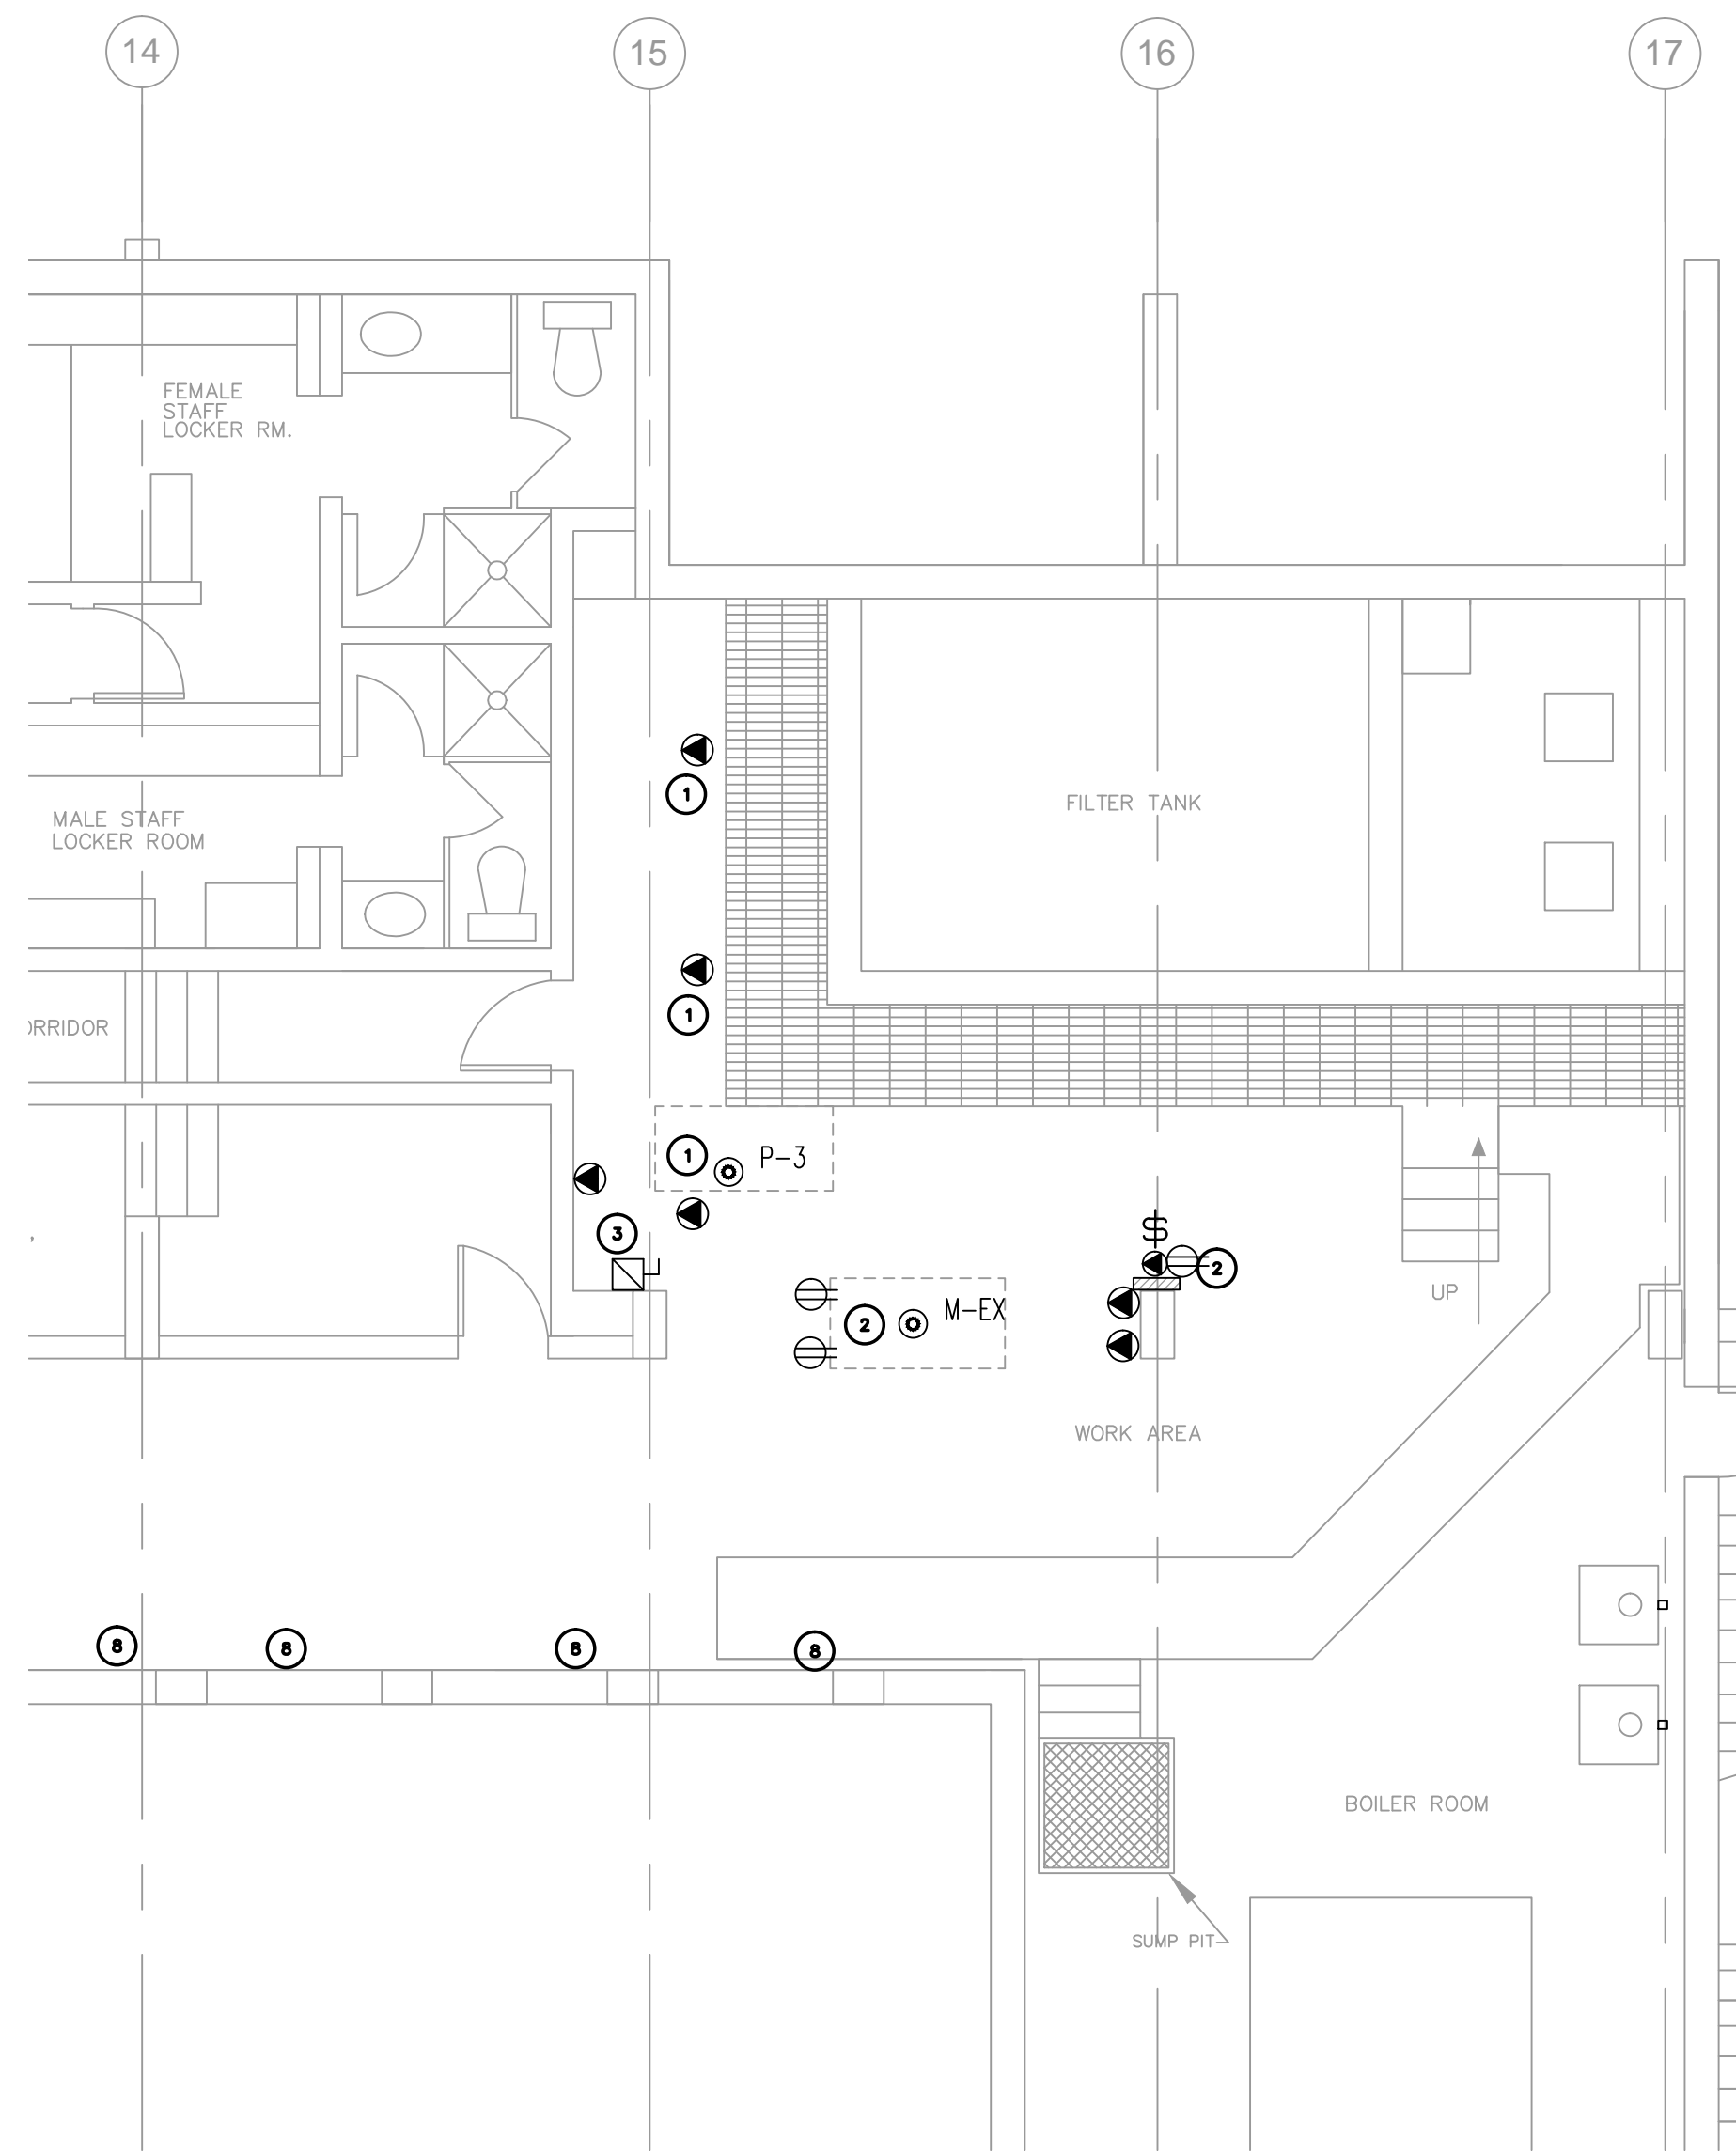 14
15
16
17
FEMALE
STAFF
LOCKER RM.
1
FILTER TANK
MALE STAFF
LOCKER ROOM
1
ORRIDOR
1
P-3
3
$
2
UP
2
M-EX
WORK AREA
8
8
8
8
BOILER ROOM
SUMP PIT